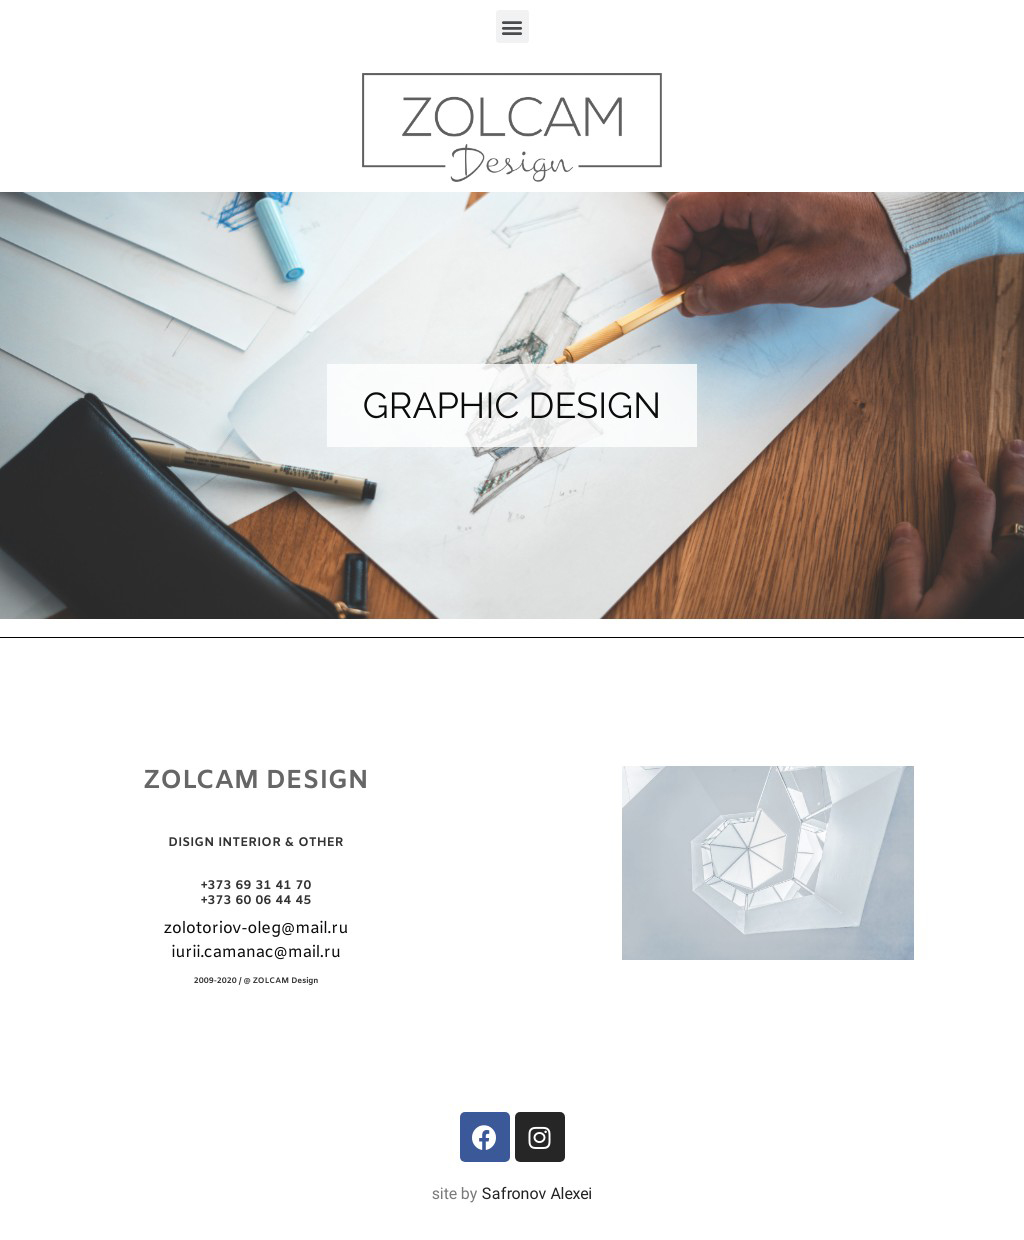 ZOLCAM
Design
GRAPHIC DESIGN
ZOLCAM DESIGN
DISIGN INTERIOR & OTHER
+373 69 31 41 70
+373 60 06 44 45
zolotoriov-oleg@mail.ru
iurii.camanac@mail.ru
2009-2020 / @ ZOLCAM Design
site by Safronov Alexei